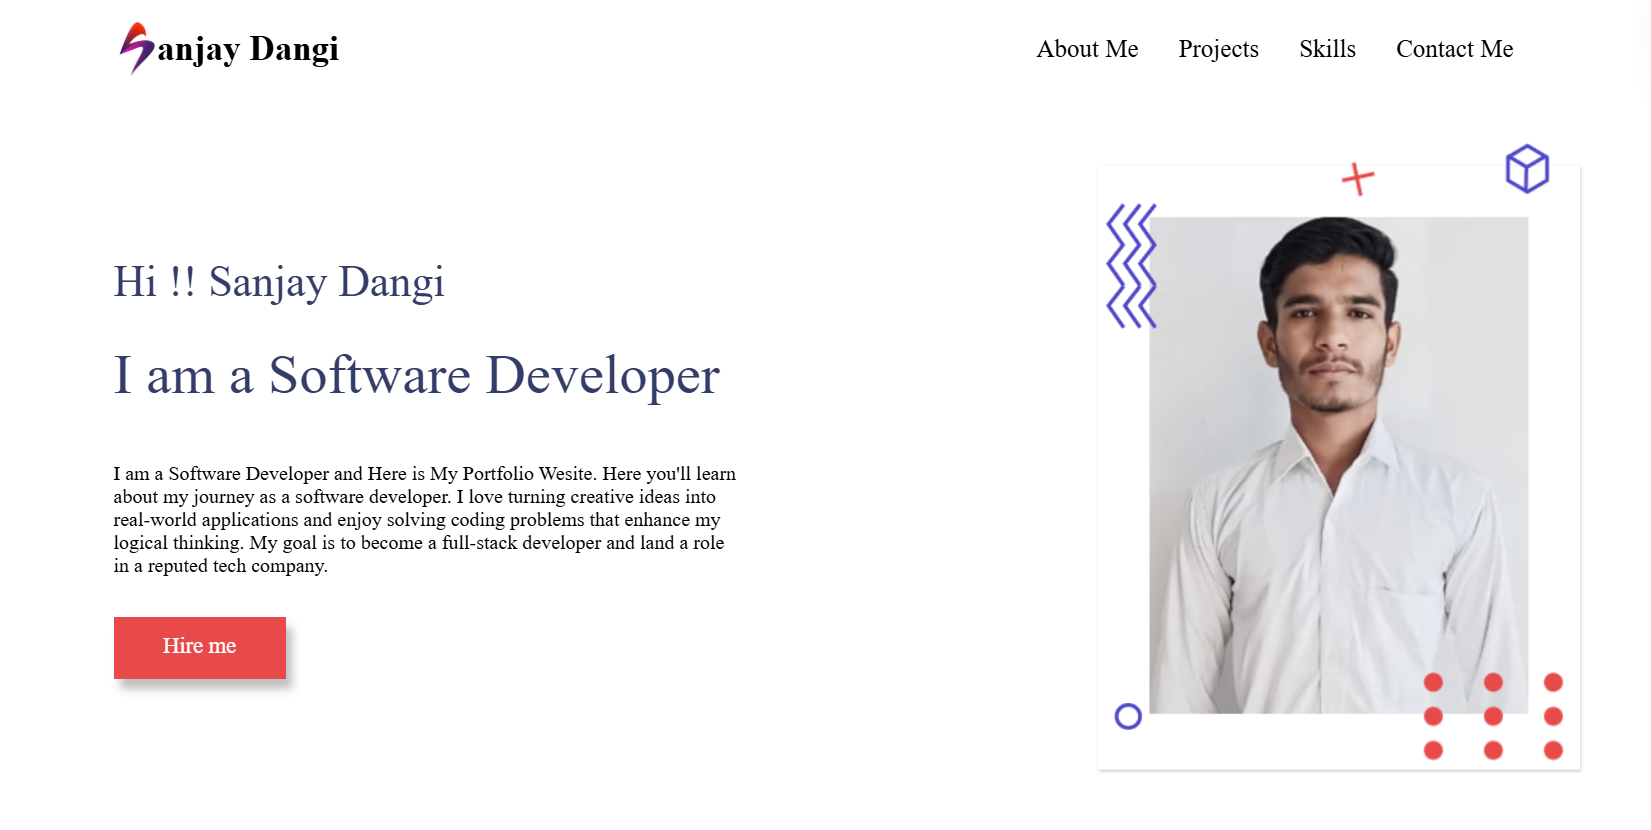 anjay Dangi
About Me Projects Skills Contact Me
Hi !! Sanjay Dangi
I am a Software Developer
I am a Software Developer and Here is My Portfolio Wesite. Here you'll learn
about my journey as a software developer. I love turning creative ideas into
real-world applications and enjoy solving coding problems that enhance my
logical thinking. My goal is to become a full-stack developer and land a role
in a reputed tech company.
Hire me